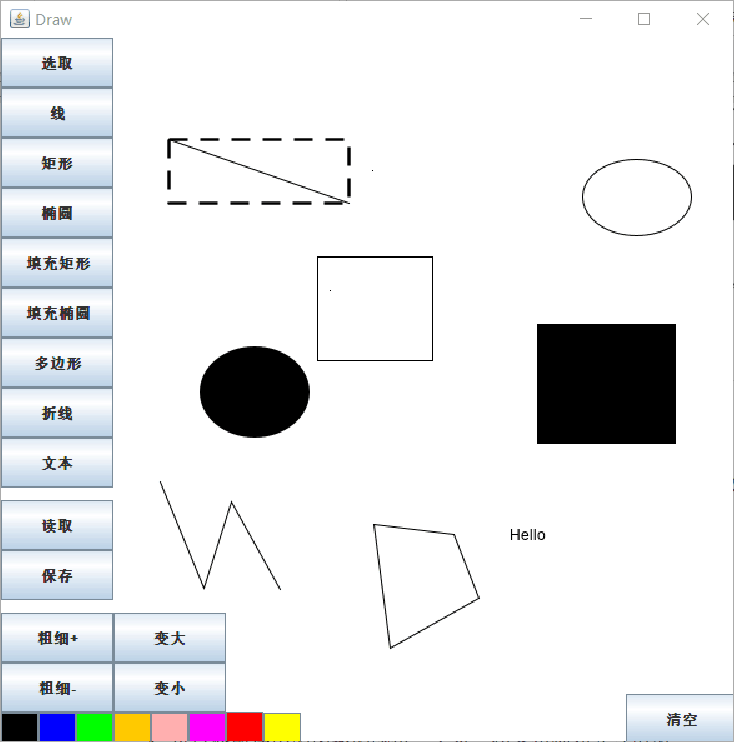 Draw
选取
线
矩形
椭圆
填充矩形
填充椭圆
多边形
折线
文本
Hello
读取
保存
粗细+ 变大
粗细- 变小
清空